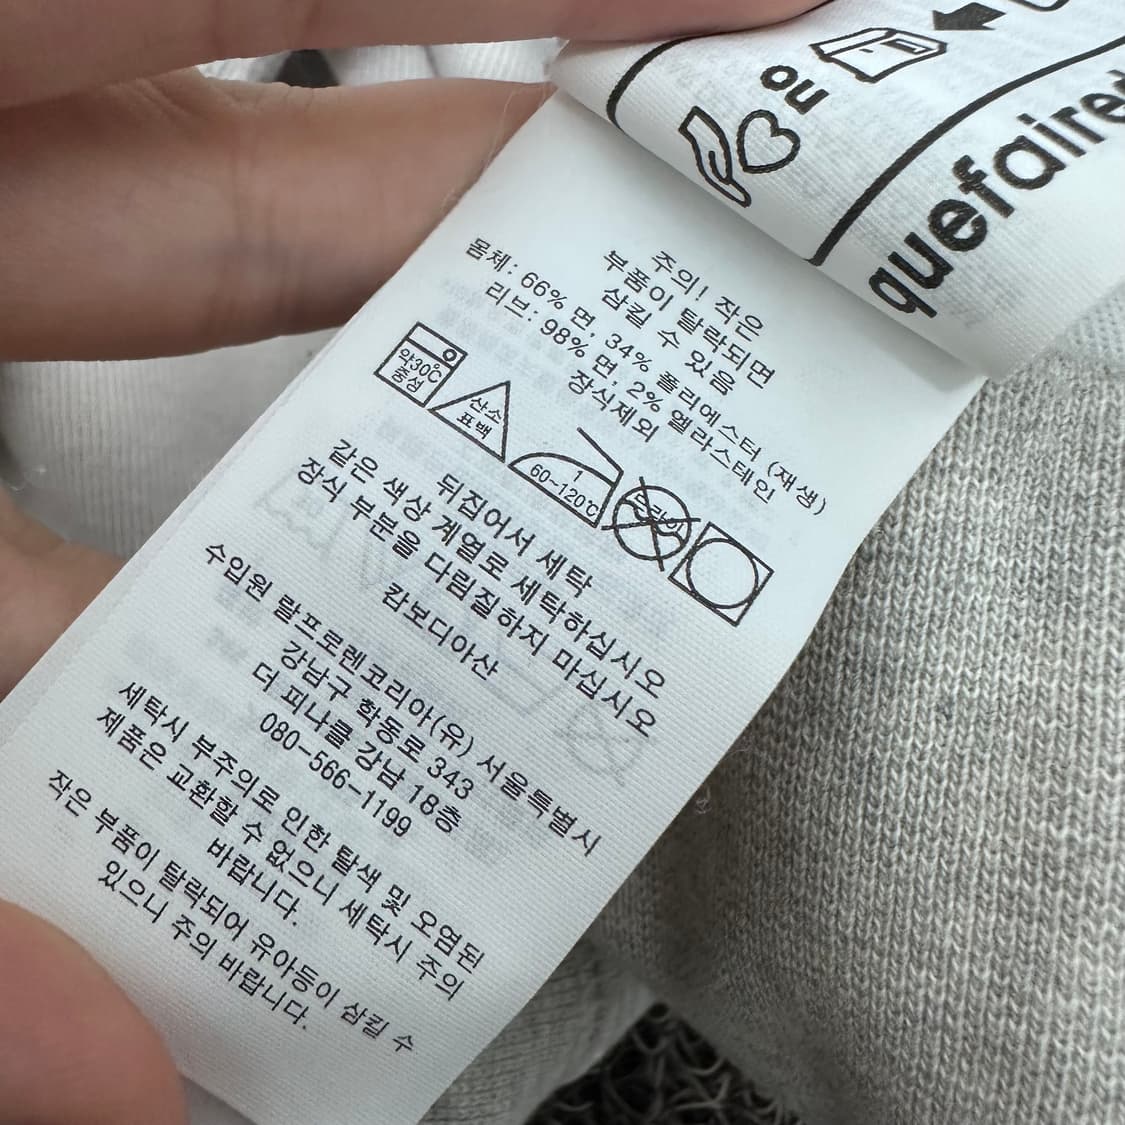 ou
quefaire
주의! 작은
부품이 탈락되면
삼킬 수 있음
몸체: 66% 면, 34% 폴리에스터 (재생)
리브: 98% 면, 2% 엘라스테인
장식제외
약30℃
중성
산소
표백
1
60~120℃
드라이
뒤집어서 세탁
같은 색상 계열로 세탁하십시오
장식 부분을 다림질하지 마십시오
캄보디아산
수입원 랄프로렌코리아(유) 서울특별시
강남구 학동로 343
더 피나클 강남 18층
080-566-1199
세탁시 부주의로 인한 탈색 및 오염된
제품은 교환할 수 없으니 세탁시 주의
바랍니다.
작은 부품이 탈락되어 유아등이 삼킬 수
있으니 주의 바랍니다.